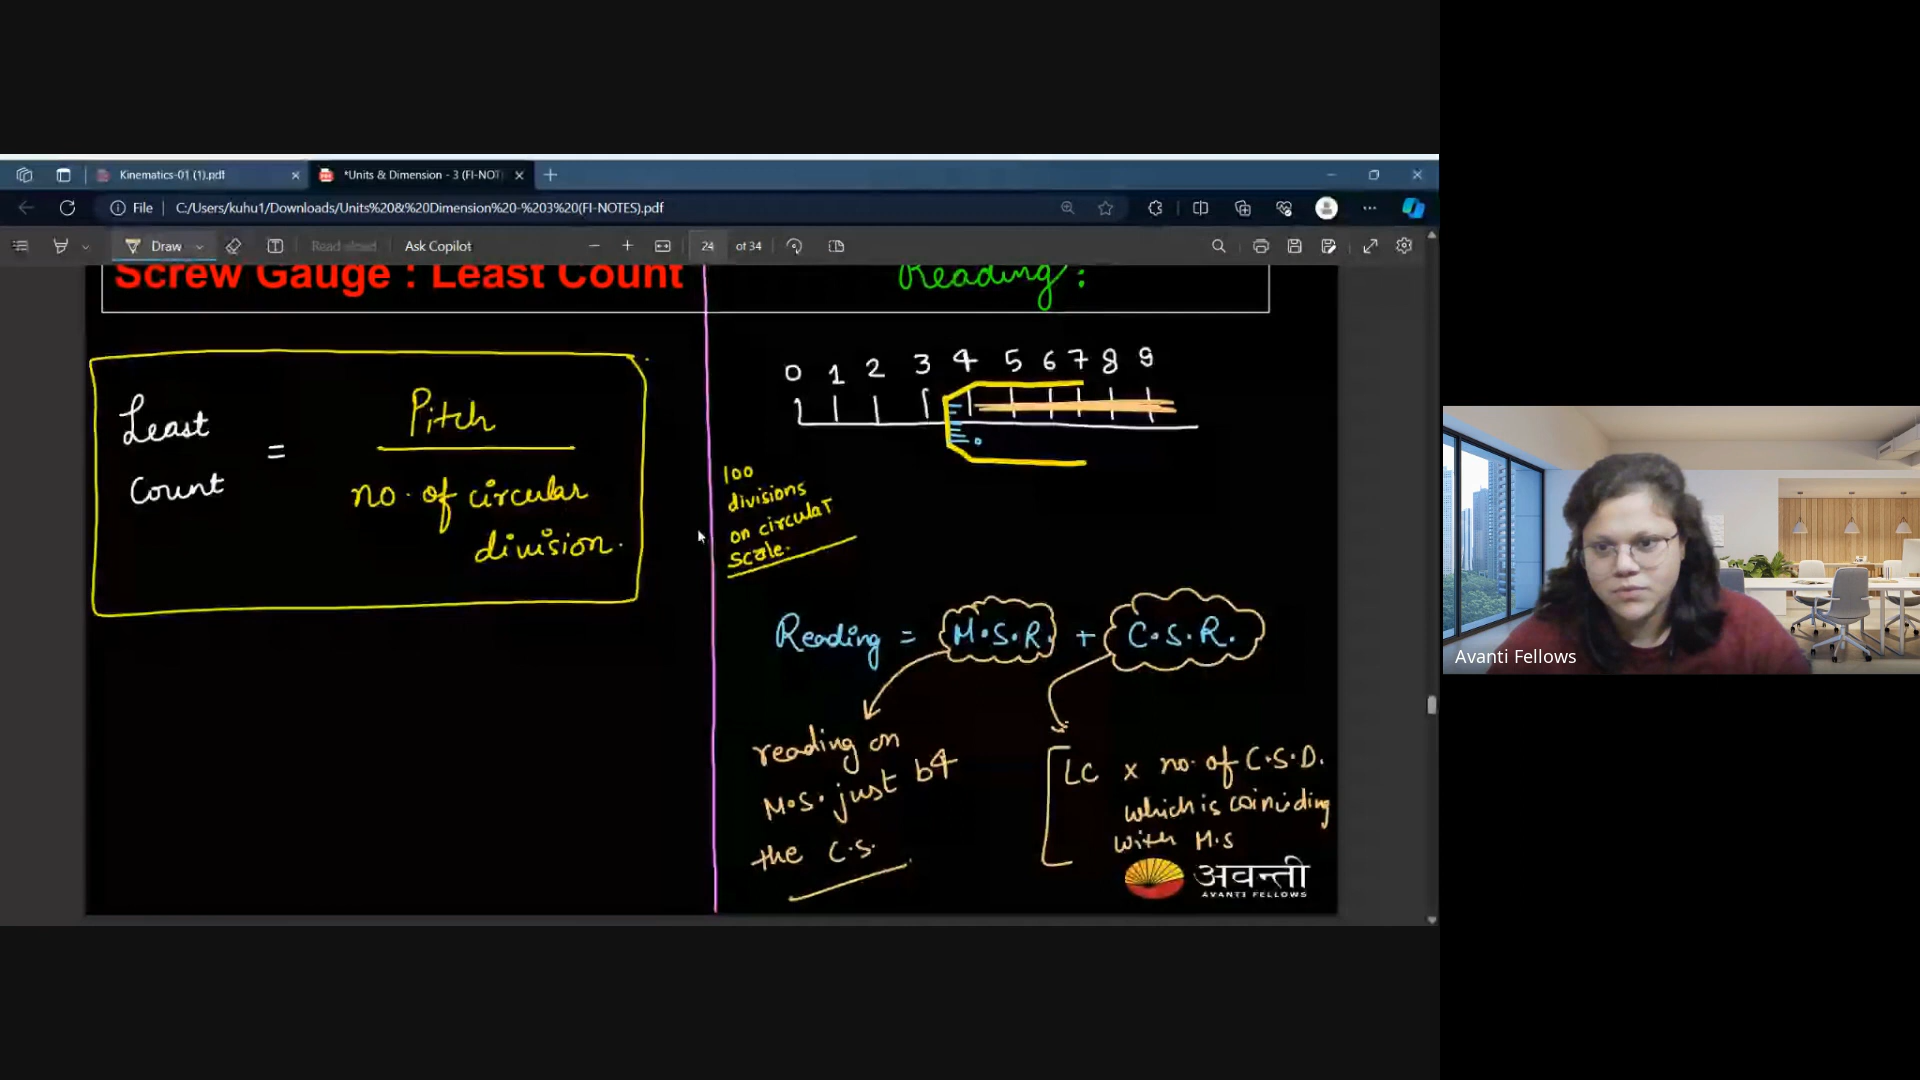 Kinematics-01 (1).pdf
*Units & Dimension - 3 (FI-NOT
File
C:/Users/kuhu1/Downloads/Units%20&%20Dimension%20-%203%20(FI-NOTES).pdf
Draw
Read aloud
Ask Copilot
24
of 34
Screw Gauge : Least Count
Reading :
Least
Count
=
Pitch
no. of circular
division.
0 1 2 3 4 5 6 7 8 9
100
divisions
on circular
scale.
Reading = M.S.R. + C.S.R.
reading on
M.S. just b4
the C.S.
LC x no. of C.S.D.
which is coinciding
with M.S
अवन्ती
AVANTI FELLOWS
Avanti Fellows